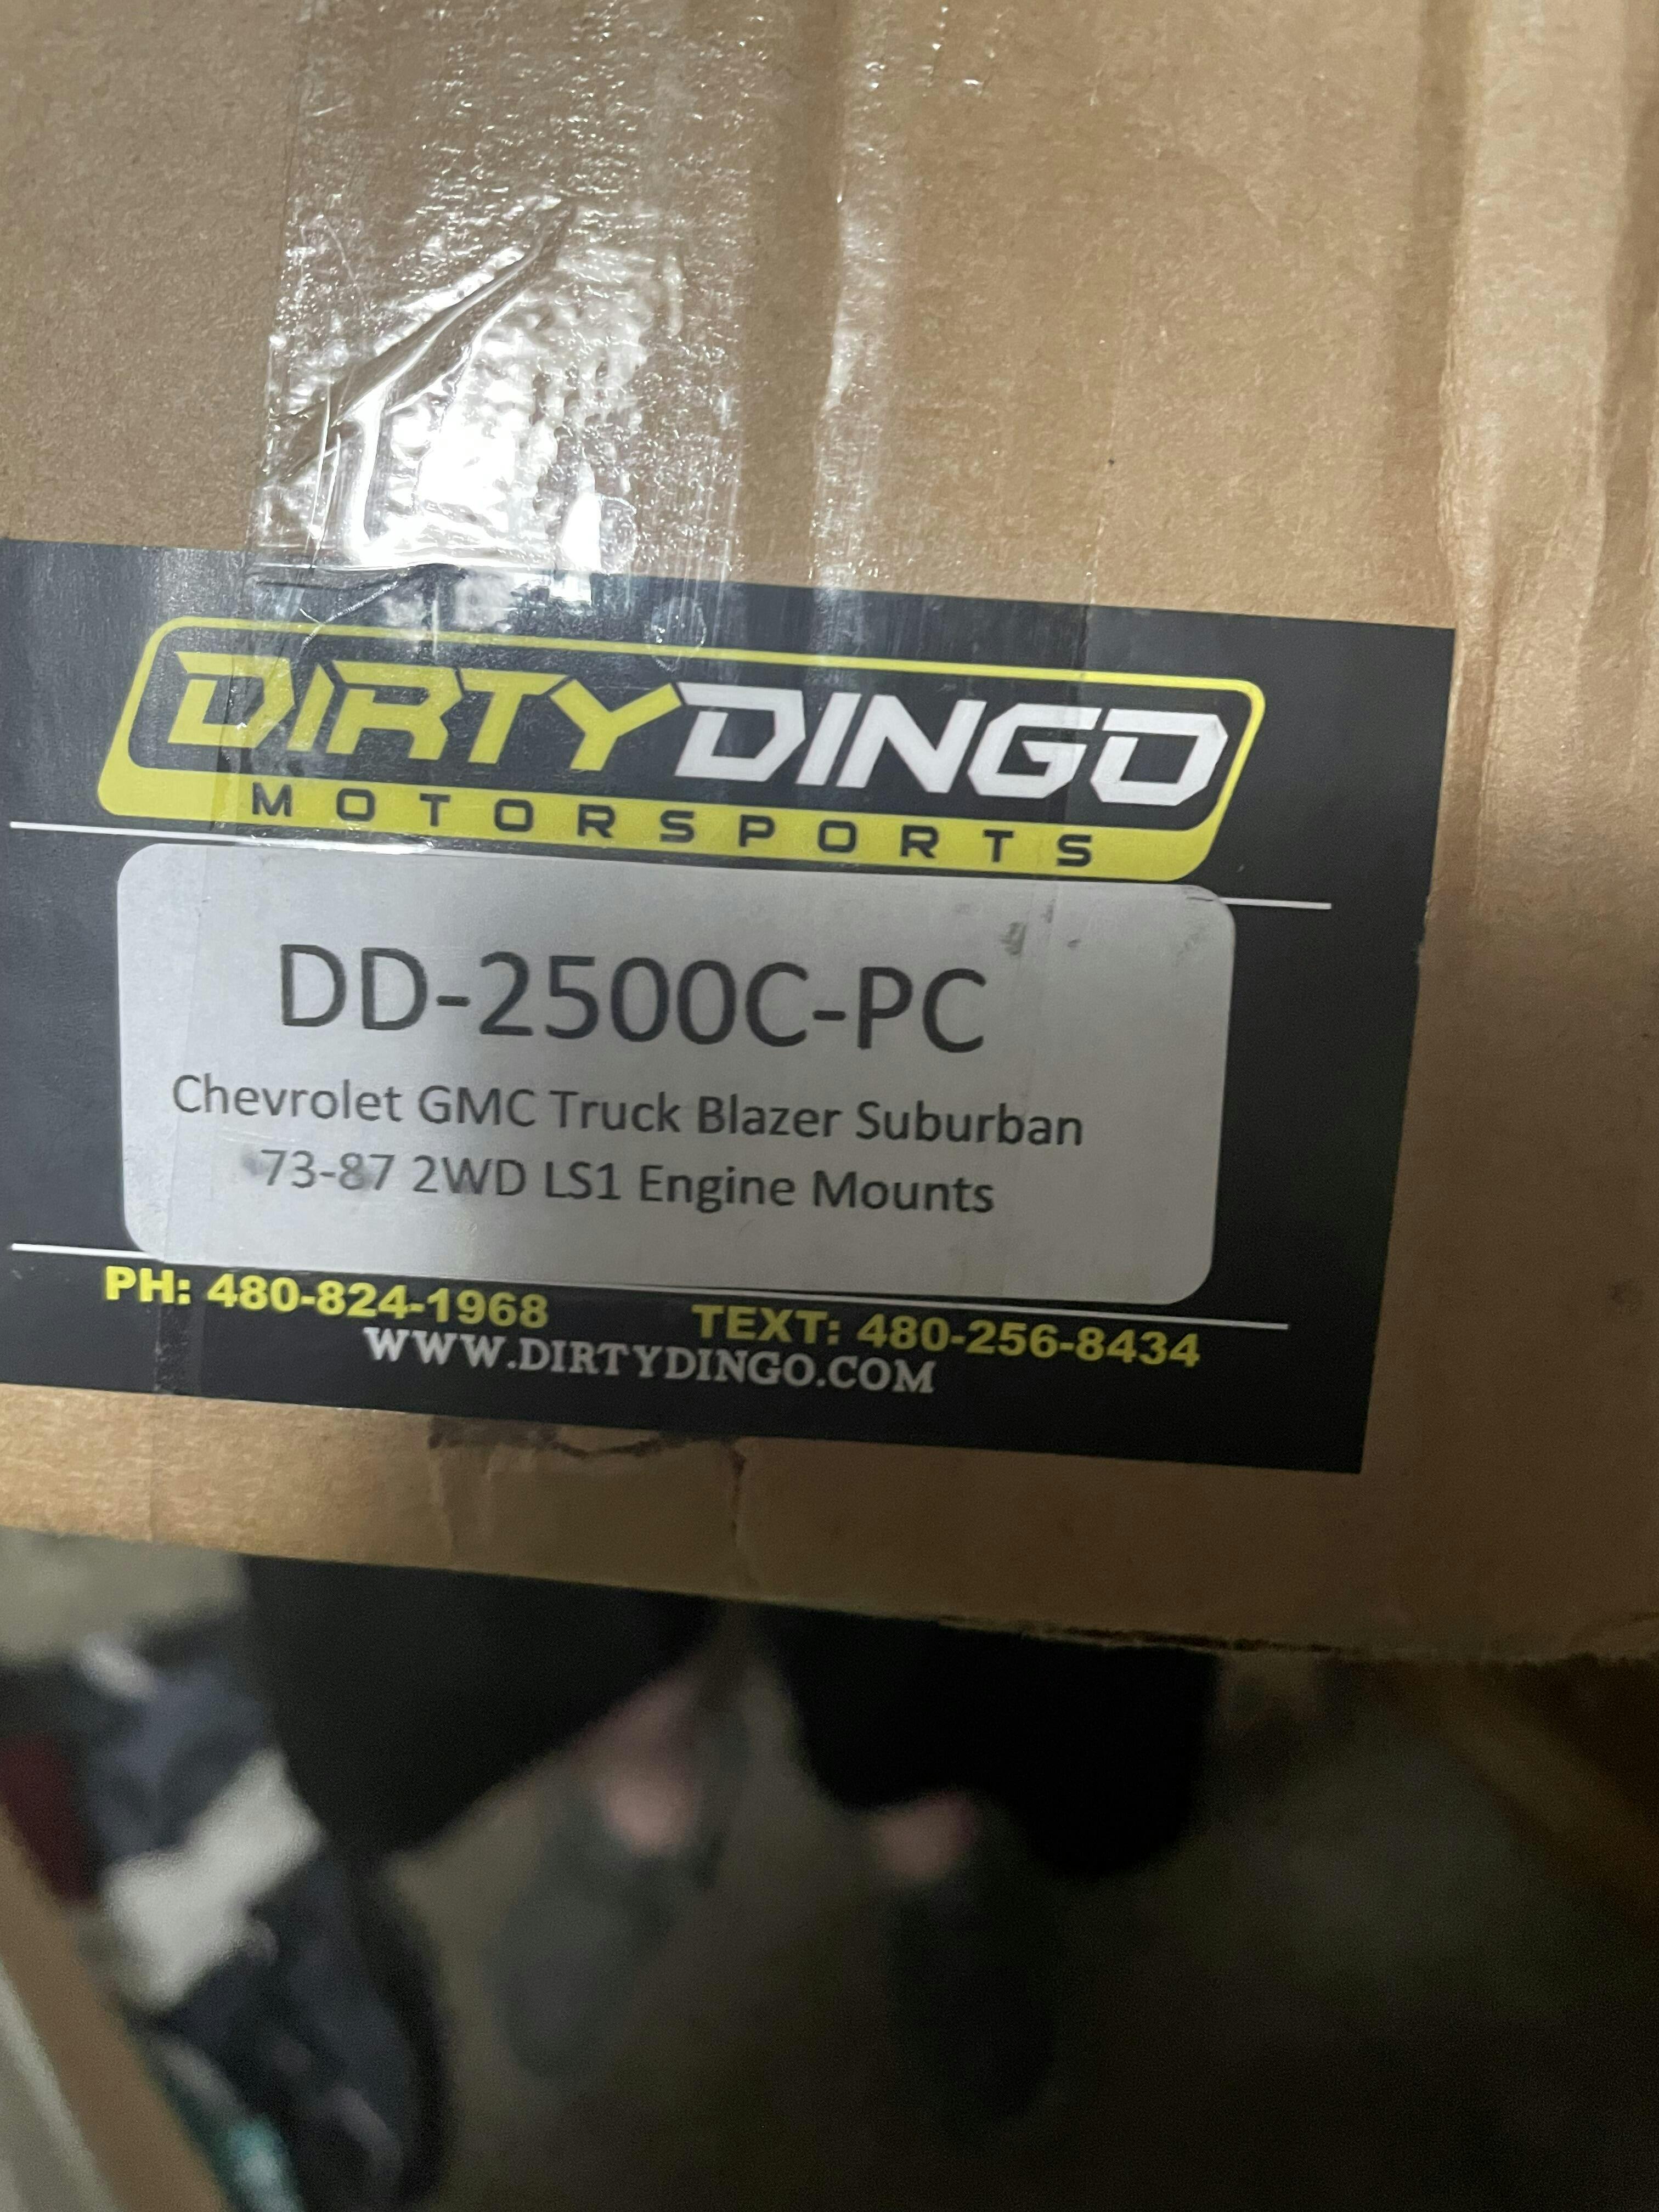 DIRTYDINGO
MOTORSPORTS
DD-2500C-PC
Chevrolet GMC Truck Blazer Suburban
73-87 2WD LS1 Engine Mounts
PH: 480-824-1968 TEXT: 480-256-8434
WWW.DIRTYDINGO.COM